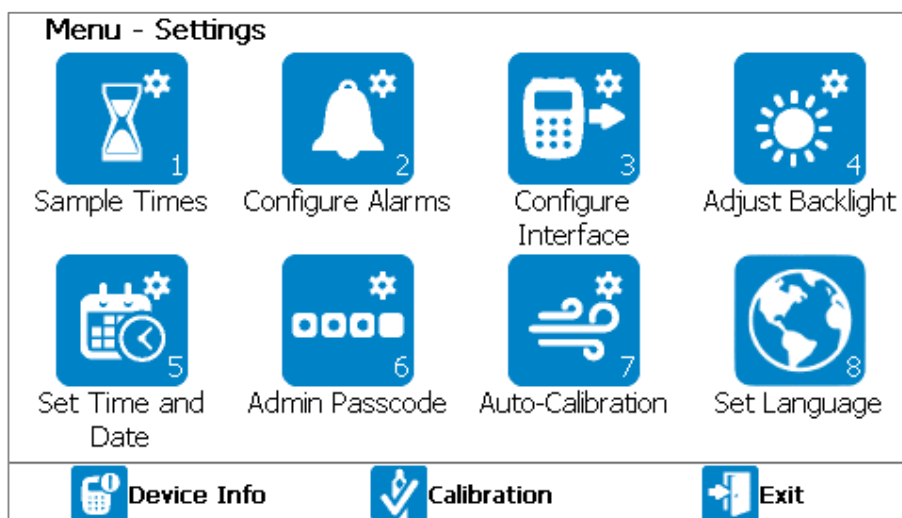 Menu - Settings
1
2
3
4
Sample Times
Configure Alarms
Configure
Interface
Adjust Backlight
5
6
7
8
Set Time and
Date
Admin Passcode
Auto-Calibration
Set Language
Device Info
Calibration
Exit